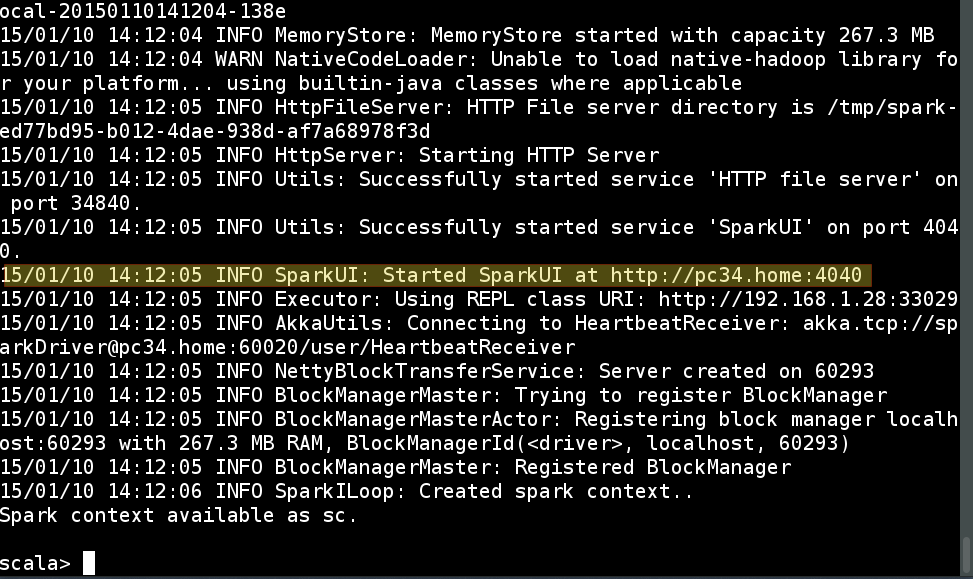 ocal-20150110141204-138e
15/01/10 14:12:04 INFO MemoryStore: MemoryStore started with capacity 267.3 MB
15/01/10 14:12:04 WARN NativeCodeLoader: Unable to load native-hadoop library fo
r your platform... using builtin-java classes where applicable
15/01/10 14:12:05 INFO HttpFileServer: HTTP File server directory is /tmp/spark-
ed77bd95-b012-4dae-938d-af7a68978f3d
15/01/10 14:12:05 INFO HttpServer: Starting HTTP Server
15/01/10 14:12:05 INFO Utils: Successfully started service 'HTTP file server' on
 port 34840.
15/01/10 14:12:05 INFO Utils: Successfully started service 'SparkUI' on port 404
0.
15/01/10 14:12:05 INFO SparkUI: Started SparkUI at http://pc34.home:4040
15/01/10 14:12:05 INFO Executor: Using REPL class URI: http://192.168.1.28:33029
15/01/10 14:12:05 INFO AkkaUtils: Connecting to HeartbeatReceiver: akka.tcp://sp
arkDriver@pc34.home:60020/user/HeartbeatReceiver
15/01/10 14:12:05 INFO NettyBlockTransferService: Server created on 60293
15/01/10 14:12:05 INFO BlockManagerMaster: Trying to register BlockManager
15/01/10 14:12:05 INFO BlockManagerMasterActor: Registering block manager localh
ost:60293 with 267.3 MB RAM, BlockManagerId(<driver>, localhost, 60293)
15/01/10 14:12:05 INFO BlockManagerMaster: Registered BlockManager
15/01/10 14:12:06 INFO SparkILoop: Created spark context..
Spark context available as sc.
scala>